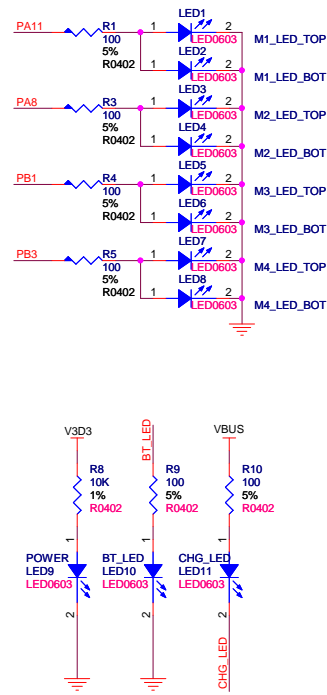 PA11
R1
100
5%
R0402
1
LED1
LED0603
2
M1_LED_TOP
1
LED2
LED0603
2
M1_LED_BOT
PA8
R3
100
5%
R0402
1
LED3
LED0603
2
M2_LED_TOP
1
LED4
LED0603
2
M2_LED_BOT
PB1
R4
100
5%
R0402
1
LED5
LED0603
2
M3_LED_TOP
1
LED6
LED0603
2
M3_LED_BOT
PB3
R5
100
5%
R0402
1
LED7
LED0603
2
M4_LED_TOP
1
LED8
LED0603
2
M4_LED_BOT
V3D3
R8
10K
1%
R0402
1
POWER
LED9
LED0603
2
BT_LED
R9
100
5%
R0402
1
BT_LED
LED10
LED0603
2
VBUS
R10
100
5%
R0402
1
CHG_LED
LED11
LED0603
2
CHG_LED